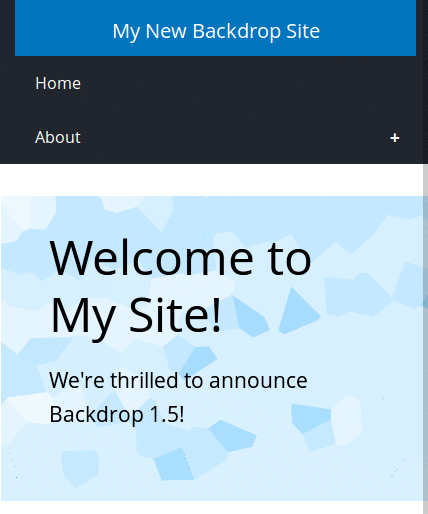 My New Backdrop Site
Home
About +
Welcome to
My Site!
We're thrilled to announce
Backdrop 1.5!